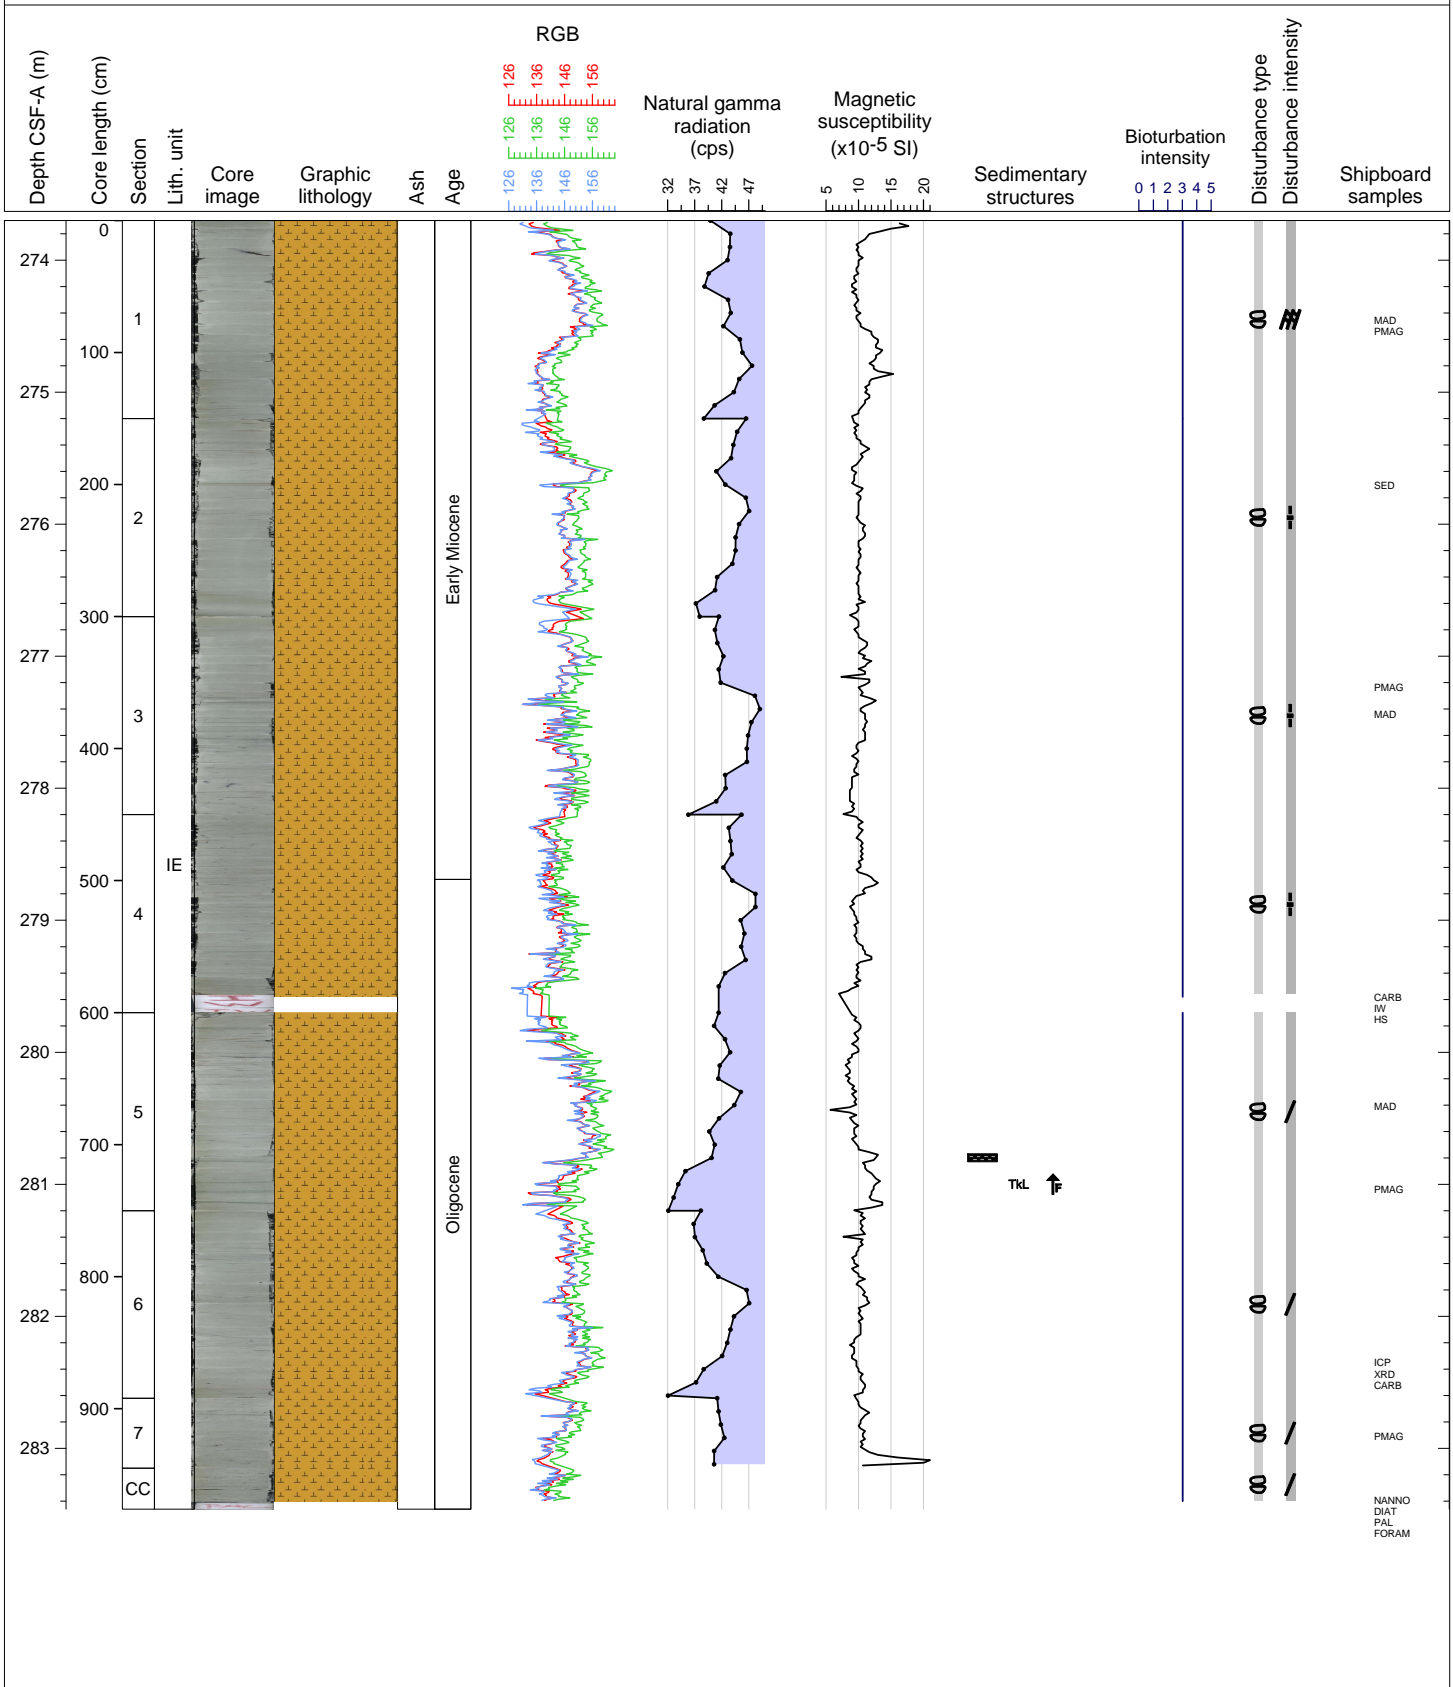 RGB
Depth CSF-A (m)
Core length (cm)
Section
Lith. unit
Core
image
Graphic
lithology
Ash
Age
126 136 146 156
126 136 146 156
126 136 146 156
Natural gamma
radiation
(cps)
32 37 42 47
Magnetic
susceptibility
(x10-5 SI)
5 10 15 20
Sedimentary
structures
Bioturbation
intensity
0 1 2 3 4 5
Disturbance type
Disturbance intensity
Shipboard
samples
0
274
1
MAD
PMAG
100
275
200
SED
2
276
Early Miocene
300
277
PMAG
3
MAD
400
278
IE
500
4
279
CARB
IW
HS
600
280
5
MAD
700
281
TkL
F
PMAG
Oligocene
800
6
282
ICP
XRD
CARB
900
7
PMAG
283
CC
NANNO
DIAT
PAL
FORAM